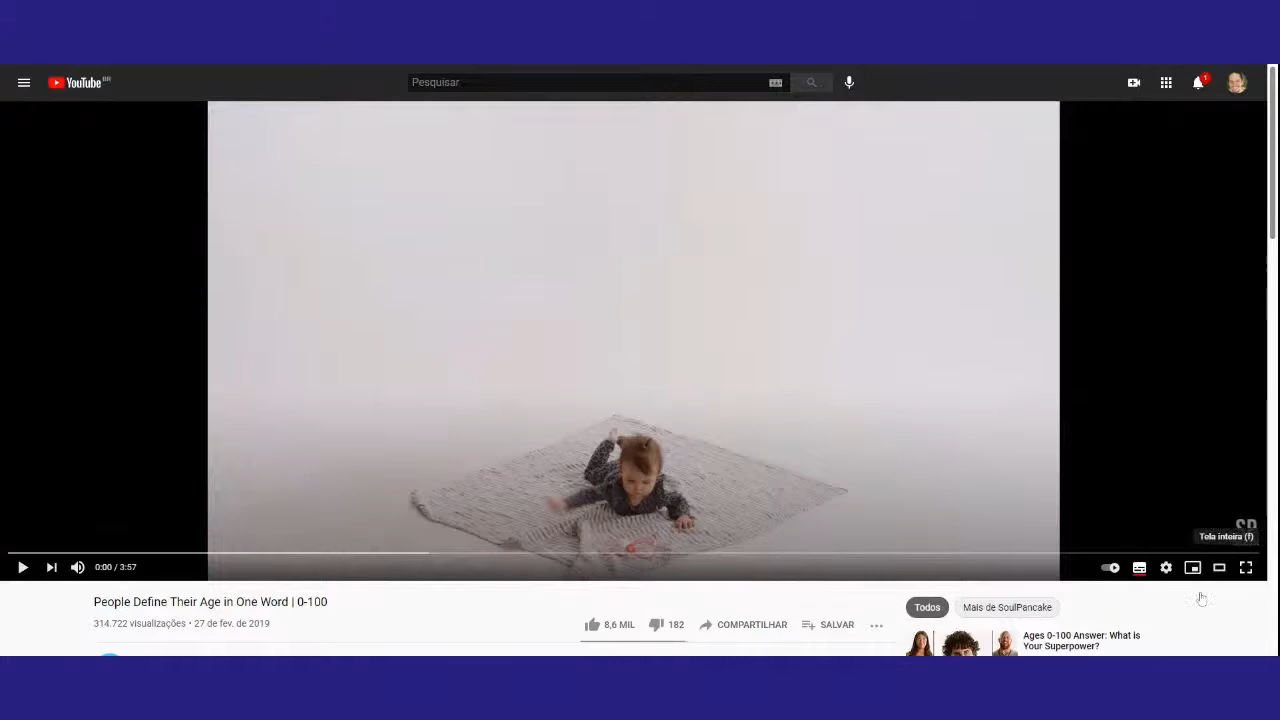 YouTube BR
Pesquisar
1
SP
Tela inteira (f)
0:00 / 3:57
People Define Their Age in One Word | 0-100
314.722 visualizações • 27 de fev. de 2019
8,6 MIL
182
COMPARTILHAR
SALVAR
Todos
Mais de SoulPancake
Ages 0-100 Answer: What is
Your Superpower?